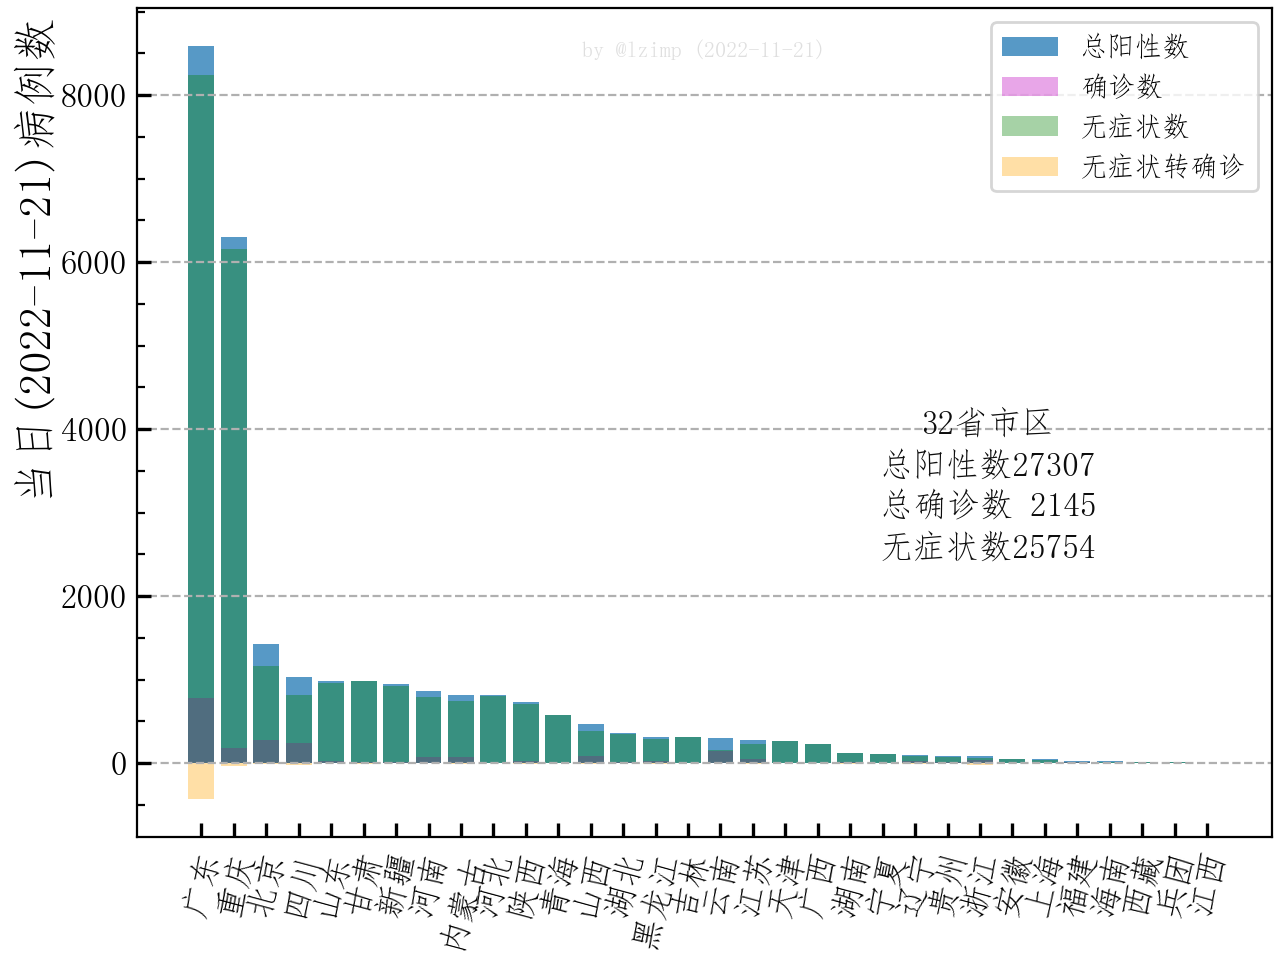 by @lzimp (2022-11-21)
总阳性数
确诊数
无症状数
无症状转确诊
当日(2022-11-21)病例数
8000
6000
4000
2000
0
32省市区
总阳性数27307
总确诊数 2145
无症状数25754
广东
重庆
北京
四川
山东
甘肃
新疆
河南
内蒙古
河北
陕西
青海
山西
湖北
黑龙江
吉林
云南
江苏
天津
广西
湖南
宁夏
辽宁
贵州
浙江
安徽
上海
福建
海南
西藏
兵团
江西